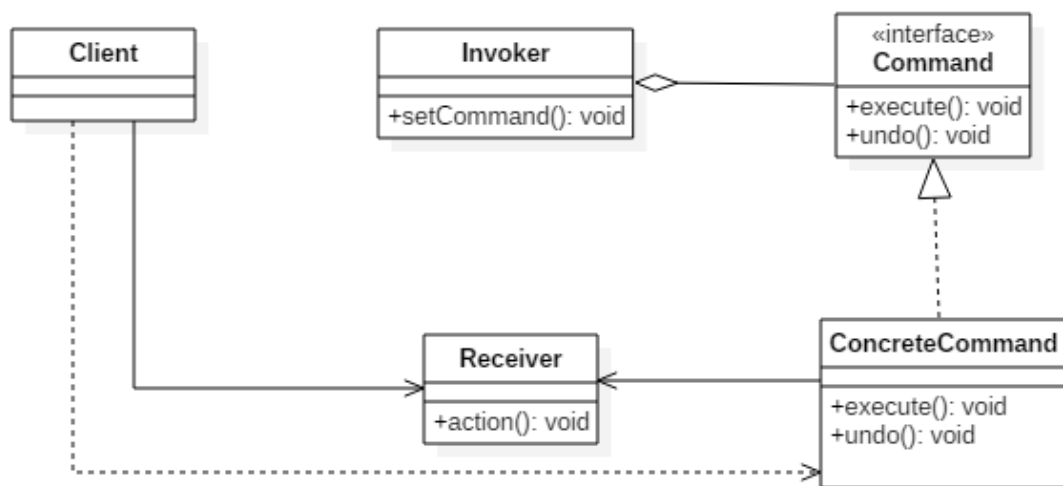 Client
Invoker
+setCommand(): void
«interface»
Command
+execute(): void
+undo(): void
Receiver
+action(): void
ConcreteCommand
+execute(): void
+undo(): void